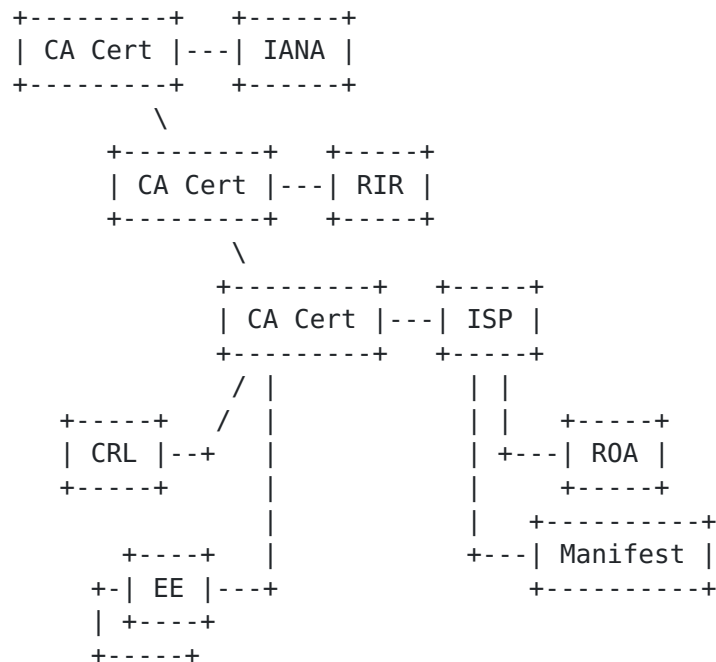 CA Cert IANA
CA Cert RIR
CA Cert ISP
CRL ROA
Manifest
EE